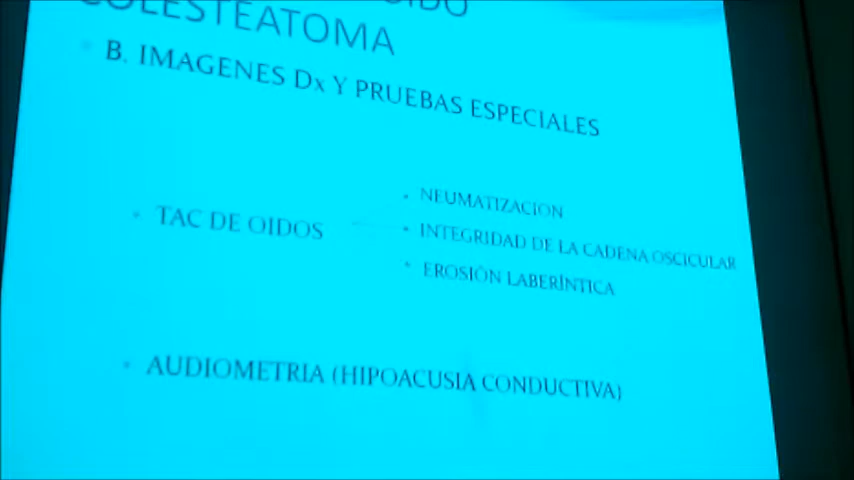 COLESTEATOMA
B. IMAGENES Dx Y PRUEBAS ESPECIALES
TAC DE OIDOS
NEUMATIZACION
INTEGRIDAD DE LA CADENA OSCICULAR
EROSIÓN LABERÍNTICA
AUDIOMETRIA (HIPOACUSIA CONDUCTIVA)